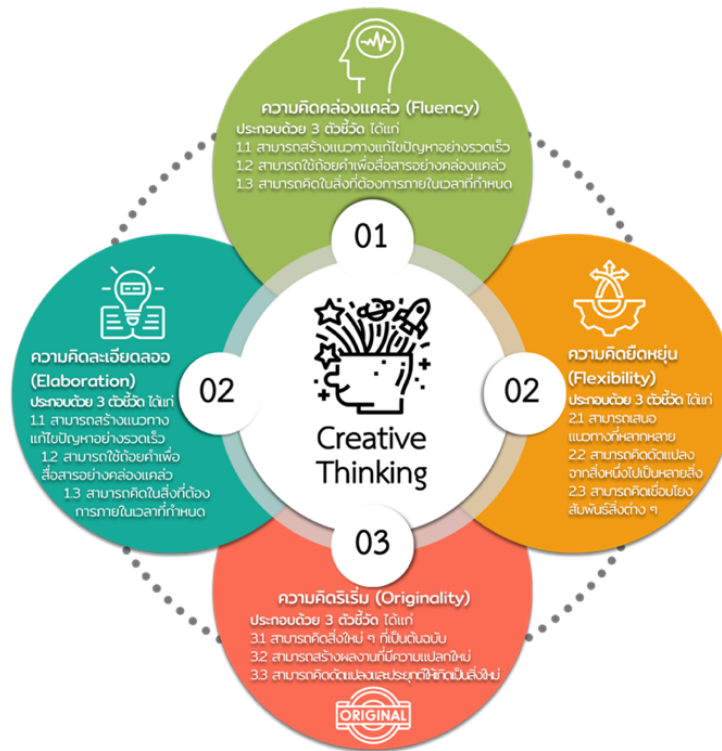 ความคิดคล่องแคล่ว (Fluency)
ประกอบด้วย 3 ตัวชี้วัด ได้แก่
1.1 สามารถสร้างแนวทางแก้ไขปัญหาอย่างรวดเร็ว
1.2 สามารถใช้ถ้อยคำเพื่อสื่อสารอย่างคล่องแคล่ว
1.3 สามารถคิดในสิ่งที่ต้องการภายในเวลาที่กำหนด
01
ความคิดละเอียดลออ
(Elaboration)
ประกอบด้วย 3 ตัวชี้วัด ได้แก่
1.1 สามารถสร้างแนวทาง
แก้ไขปัญหาอย่างรวดเร็ว
1.2 สามารถใช้ถ้อยคำเพื่อ
สื่อสารอย่างคล่องแคล่ว
1.3 สามารถคิดในสิ่งที่ต้อง
การภายในเวลาที่กำหนด
02
Creative
Thinking
02
ความคิดยืดหยุ่น
(Flexibility)
ประกอบด้วย 3 ตัวชี้วัด ได้แก่
2.1 สามารถเสนอ
แนวทางที่หลากหลาย
2.2 สามารถคิดดัดแปลง
จากสิ่งหนึ่งไปเป็นหลายสิ่ง
2.3 สามารถคิดเชื่อมโยง
สัมพันธ์สิ่งต่าง ๆ
03
ความคิดริเริ่ม (Originality)
ประกอบด้วย 3 ตัวชี้วัด ได้แก่
3.1 สามารถคิดสิ่งใหม่ ๆ ที่เป็นต้นฉบับ
3.2 สามารถสร้างผลงานที่มีความแปลกใหม่
3.3 สามารถคิดดัดแปลงและประยุกต์ให้เกิดเป็นสิ่งใหม่
ORIGINAL